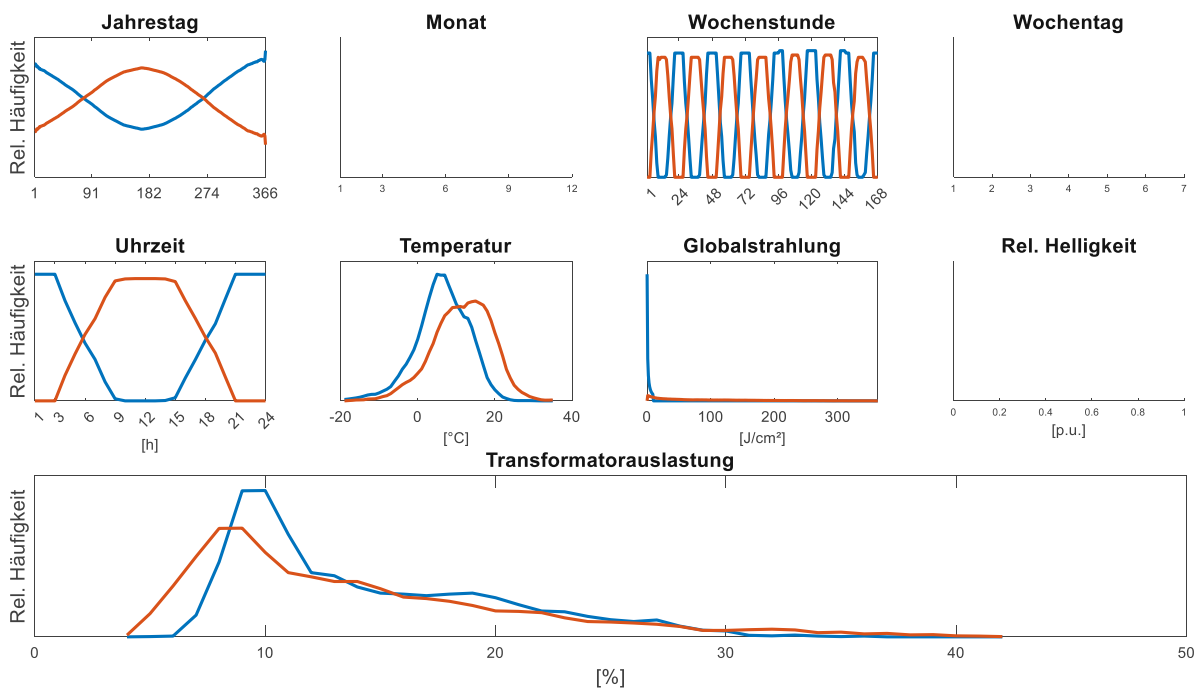 Jahrestag
Monat
Wochenstunde
Wochentag
Rel. Häufigkeit
1 91 182 274 366
1 3 6 9 12
1 24 48 72 96 120 144 168
1 2 3 4 5 6 7
Uhrzeit
Temperatur
Globalstrahlung
Rel. Helligkeit
Rel. Häufigkeit
1 3 6 9 12 15 18 21 24
-20 0 20 40
0 100 200 300
0 0.2 0.4 0.6 0.8 1
[h]
[°C]
[J/cm²]
[p.u.]
Transformatorauslastung
Rel. Häufigkeit
0 10 20 30 40 50
[%]